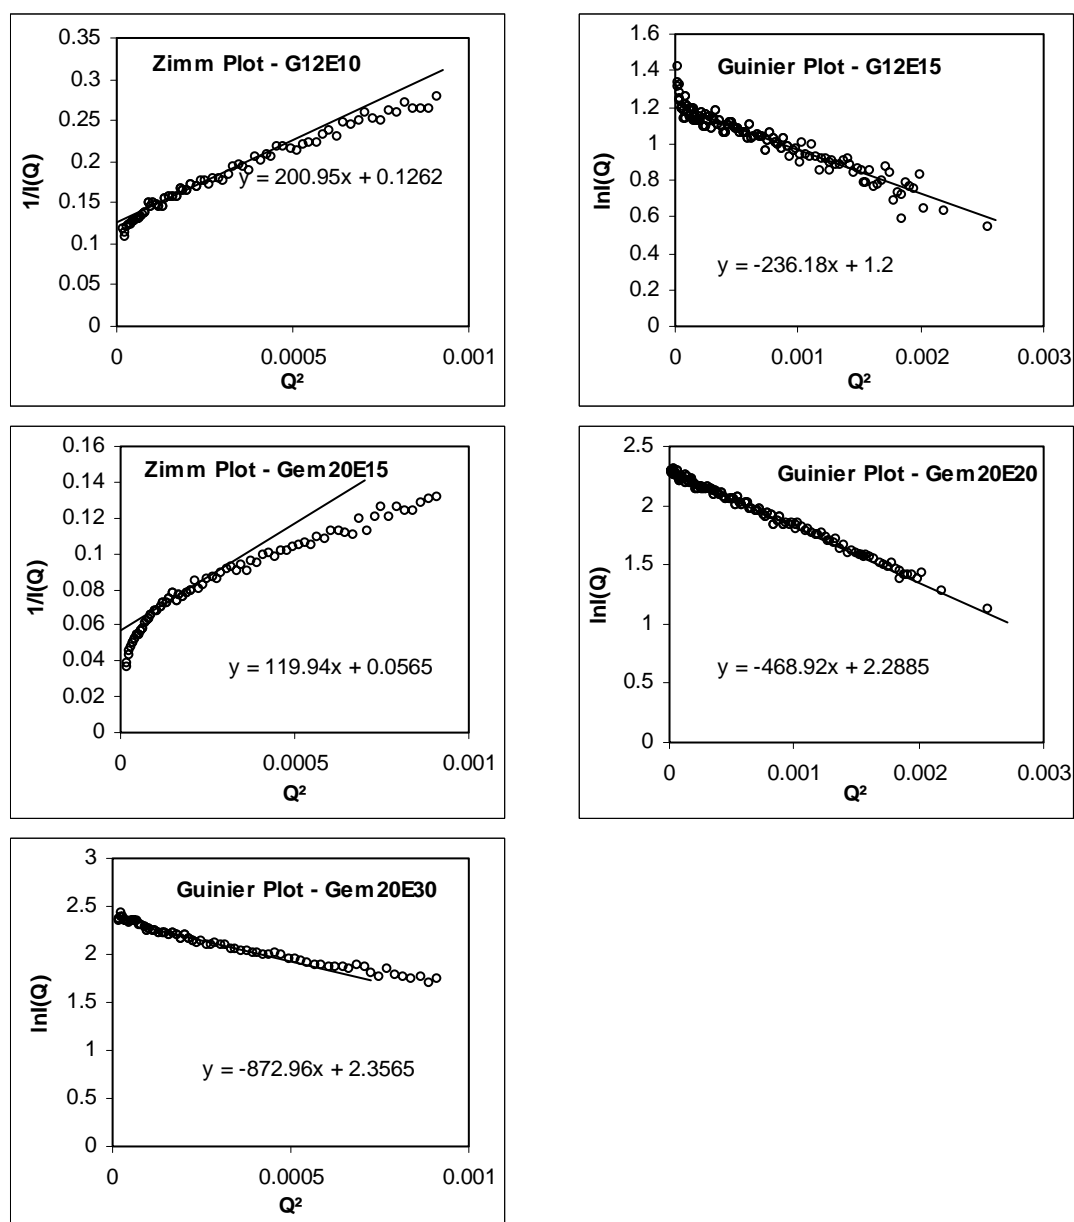 Zimm Plot - G12E10
1/I(Q)
0.35
0.3
0.25
0.2
0.15
0.1
0.05
0
y = 200.95x + 0.1262
0 0.0005 0.001
Q²
Guinier Plot - G12E15
lnI(Q)
1.6
1.4
1.2
1
0.8
0.6
0.4
0.2
0
y = -236.18x + 1.2
0 0.001 0.002 0.003
Q²
Zimm Plot - Gem20E15
1/I(Q)
0.16
0.14
0.12
0.1
0.08
0.06
0.04
0.02
0
y = 119.94x + 0.0565
0 0.0005 0.001
Q²
Guinier Plot - Gem20E20
lnI(Q)
2.5
2
1.5
1
0.5
0
y = -468.92x + 2.2885
0 0.001 0.002 0.003
Q²
Guinier Plot - Gem20E30
lnI(Q)
3
2.5
2
1.5
1
0.5
0
y = -872.96x + 2.3565
0 0.0005 0.001
Q²